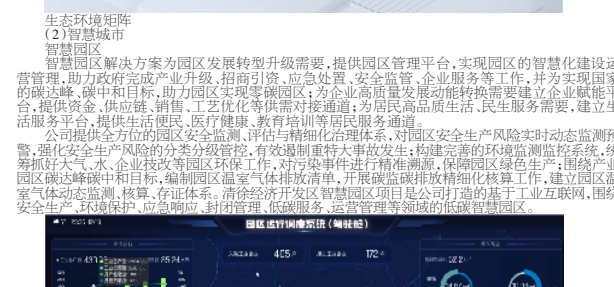 生态环境矩阵
(2)智慧城市
智慧园区
智慧园区解决方案为园区发展转型升级需要,提供园区管理平台,实现园区的智慧化建设运
营管理,助力政府完成产业升级、招商引资、应急处置、安全监管、企业服务等工作,并为实现国家
的碳达峰、碳中和目标,助力园区实现零碳园区;为企业高质量发展动能转换需要建立企业赋能平
台,提供资金、供应链、销售、工艺优化等供需对接通道;为居民高品质生活、民生服务需要,建立生
活服务平台,提供生活便民、医疗健康、教育培训等居民服务通道。
公司提供全方位的园区安全监测、评估与精细化治理体系,对园区安全生产风险实时动态监测预
警,强化安全生产风险的分类分级管控,有效遏制重特大事故发生;构建完善的环境监测监控系统,统
筹抓好大气、水、企业技改等园区环保工作,对污染事件进行精准溯源,保障园区绿色生产;围绕产业
园区碳达峰碳中和目标,编制园区温室气体排放清单,开展碳监碳排放精细化核算工作,建立园区温
室气体动态监测、核算、存证体系。清徐经济开发区智慧园区项目是公司打造的基于工业互联网,围绕
安全生产、环境保护、应急响应、封闭管理、低碳服务、运营管理等领域的低碳智慧园区。
园区运行调度系统(驾驶舱)
405
172